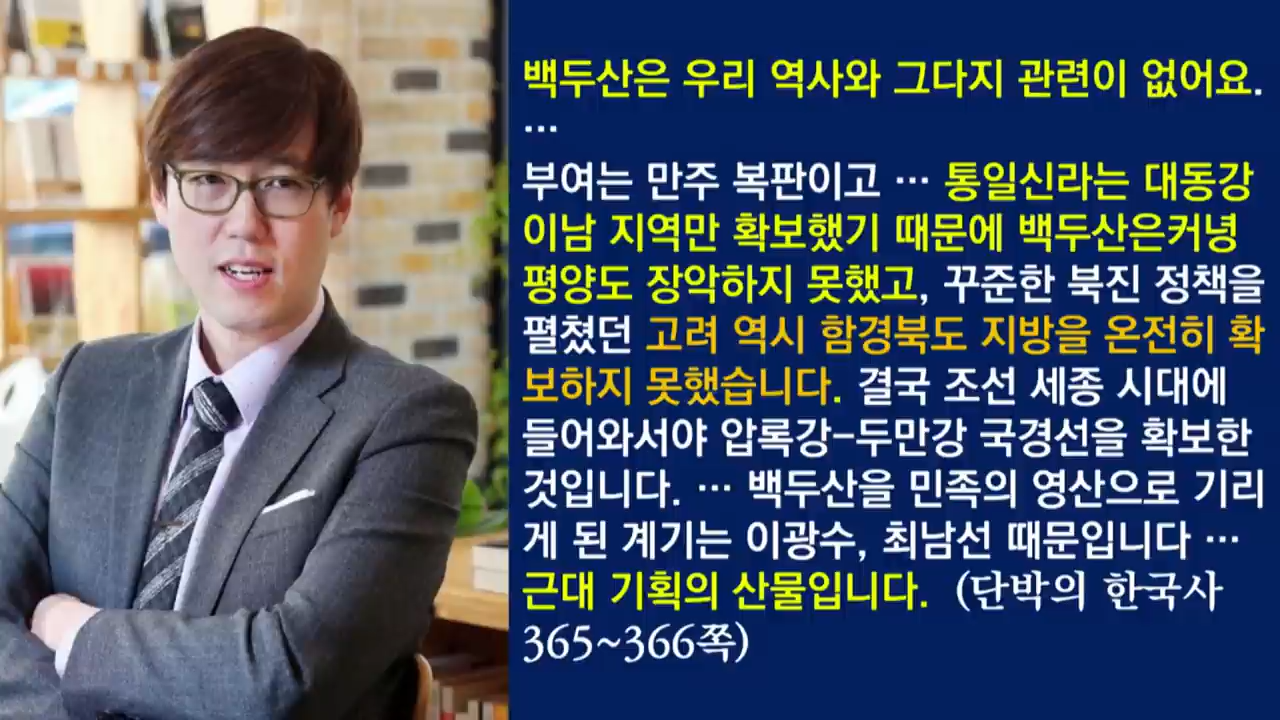 백두산은 우리 역사와 그다지 관련이 없어요.
…
부여는 만주 복판이고 … 통일신라는 대동강
이남 지역만 확보했기 때문에 백두산은커녕
평양도 장악하지 못했고, 꾸준한 북진 정책을
펼쳤던 고려 역시 함경북도 지방을 온전히 확
보하지 못했습니다. 결국 조선 세종 시대에
들어와서야 압록강-두만강 국경선을 확보한
것입니다. … 백두산을 민족의 영산으로 기리
게 된 계기는 이광수, 최남선 때문입니다 …
근대 기획의 산물입니다. (단박의 한국사
365~366쪽)